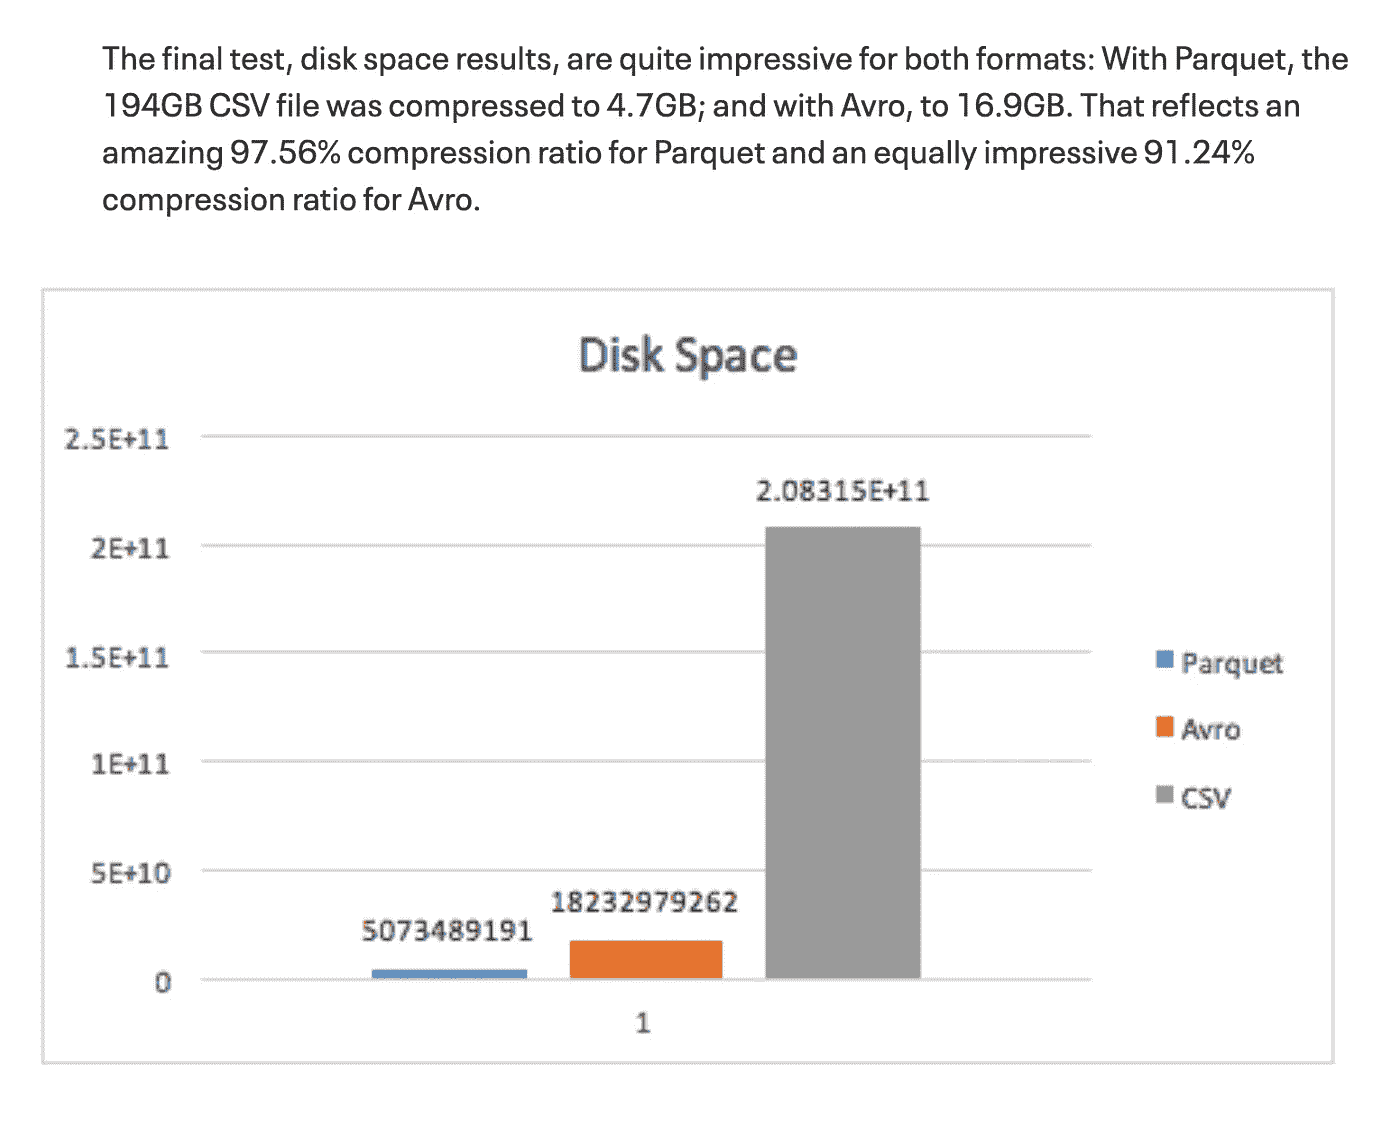 The final test, disk space results, are quite impressive for both formats: With Parquet, the
194GB CSV file was compressed to 4.7GB; and with Avro, to 16.9GB. That reflects an
amazing 97.56% compression ratio for Parquet and an equally impressive 91.24%
compression ratio for Avro.
Disk Space
2.5E+11
2.08315E+11
2E+11
1.5E+11
Parquet
Avro
1E+11
CSV
5E+10
18232979262
5073489191
0
1